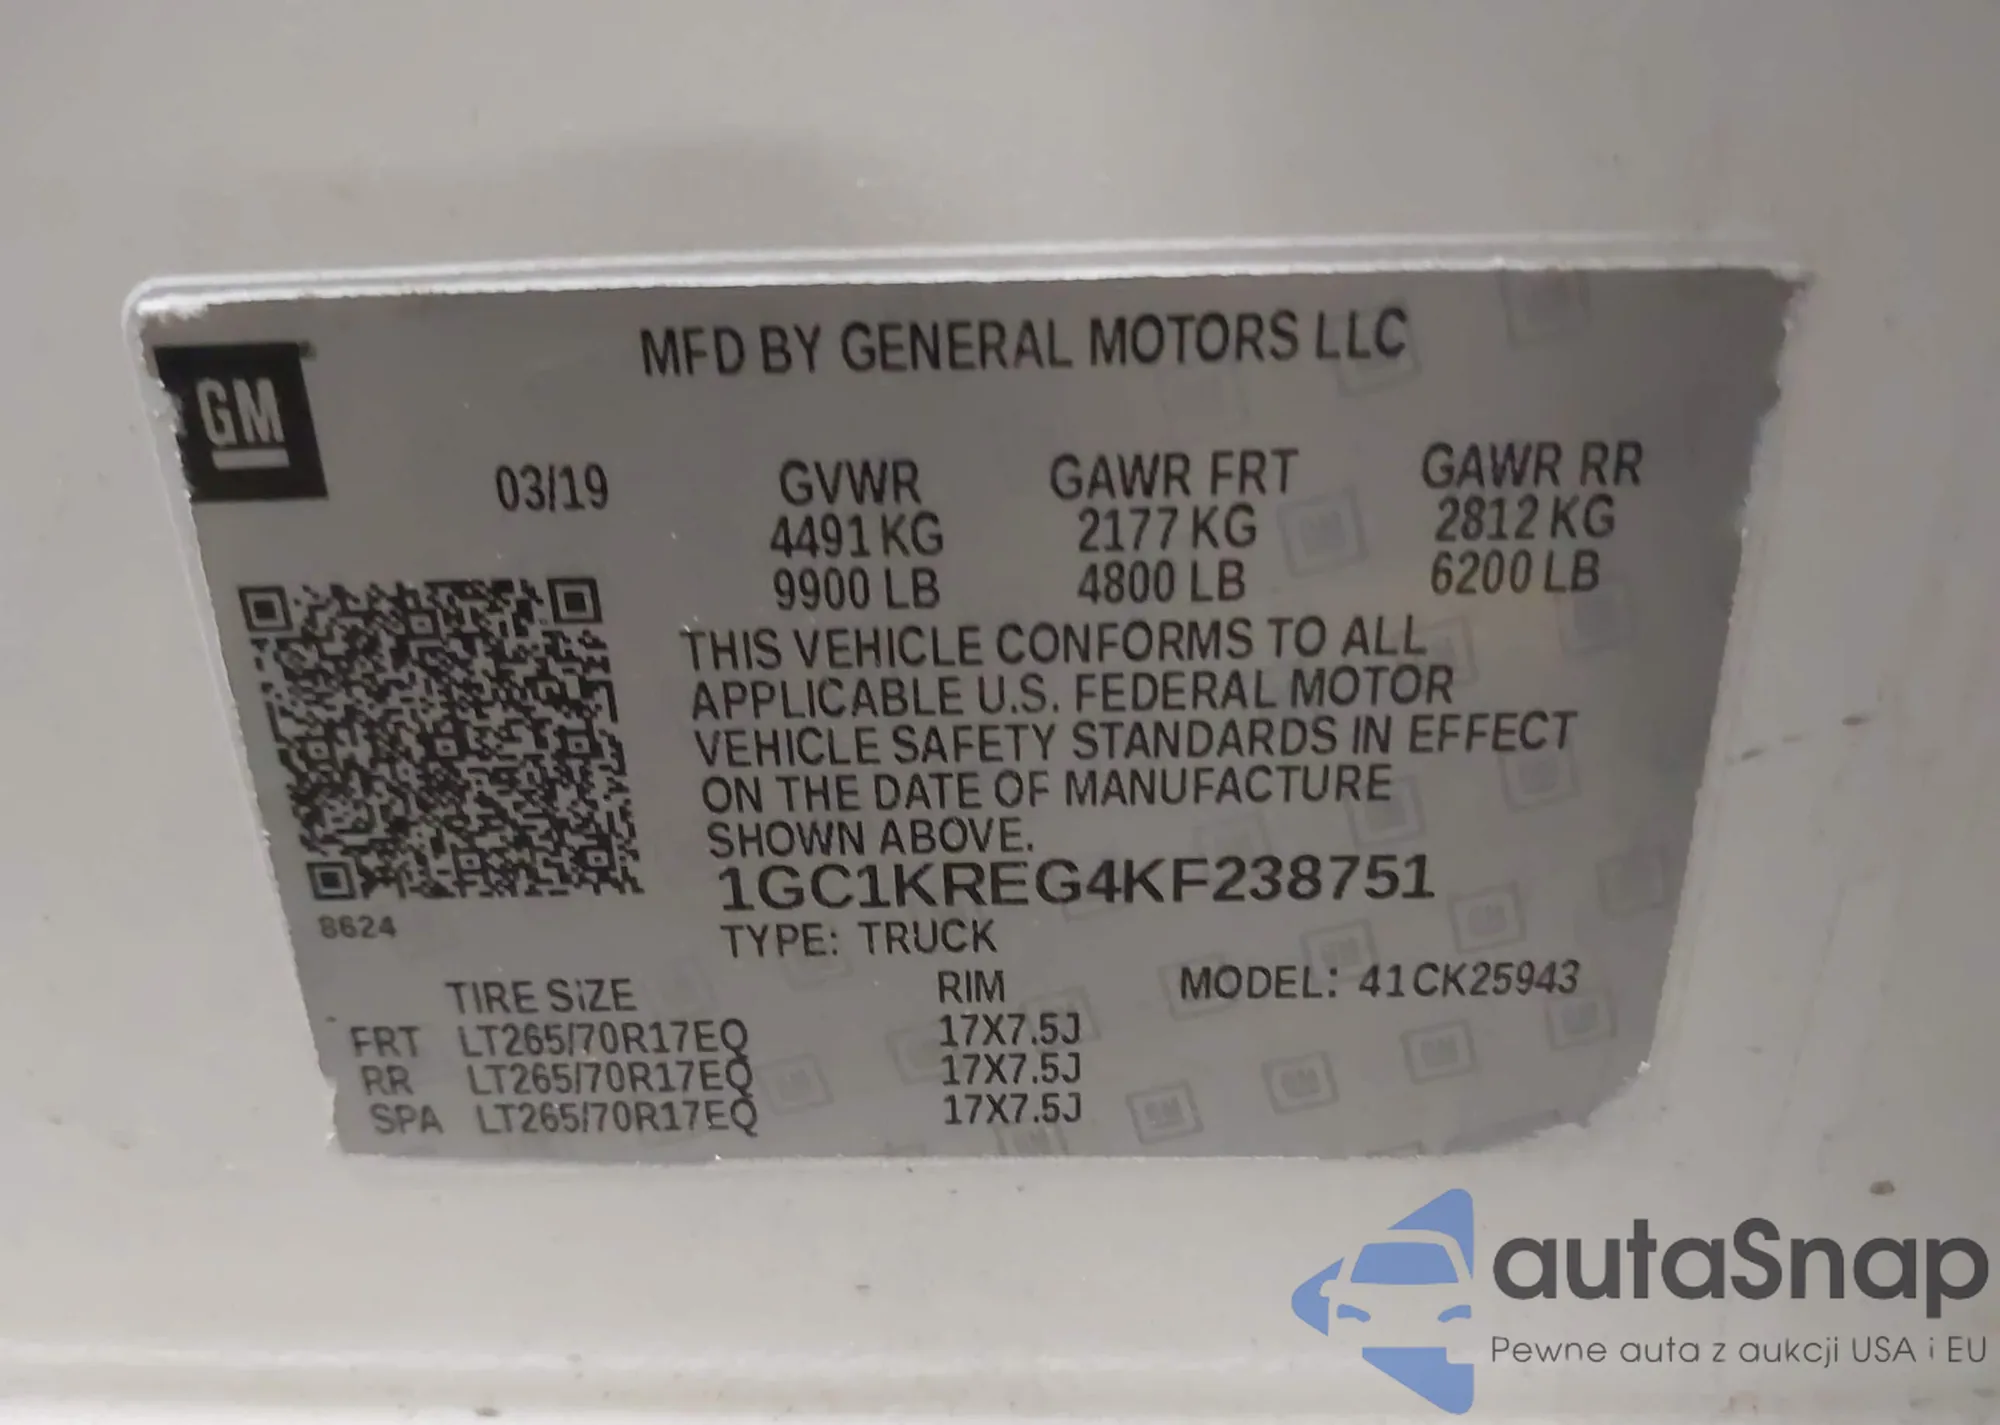 MFD BY GENERAL MOTORS LLC
GM
03/19 GVWR GAWR FRT GAWR RR
4491 KG 2177 KG 2812 KG
9900 LB 4800 LB 6200 LB
THIS VEHICLE CONFORMS TO ALL
APPLICABLE U.S. FEDERAL MOTOR
VEHICLE SAFETY STANDARDS IN EFFECT
ON THE DATE OF MANUFACTURE
SHOWN ABOVE.
1GC1KREG4KF238751
8624
TYPE: TRUCK
TIRE SIZE RIM MODEL: 41CK25943
FRT LT265/70R17EQ 17X7.5J
RR LT265/70R17EQ 17X7.5J
SPA LT265/70R17EQ 17X7.5J
autaSnap
Pewne auta z aukcji USA i EU